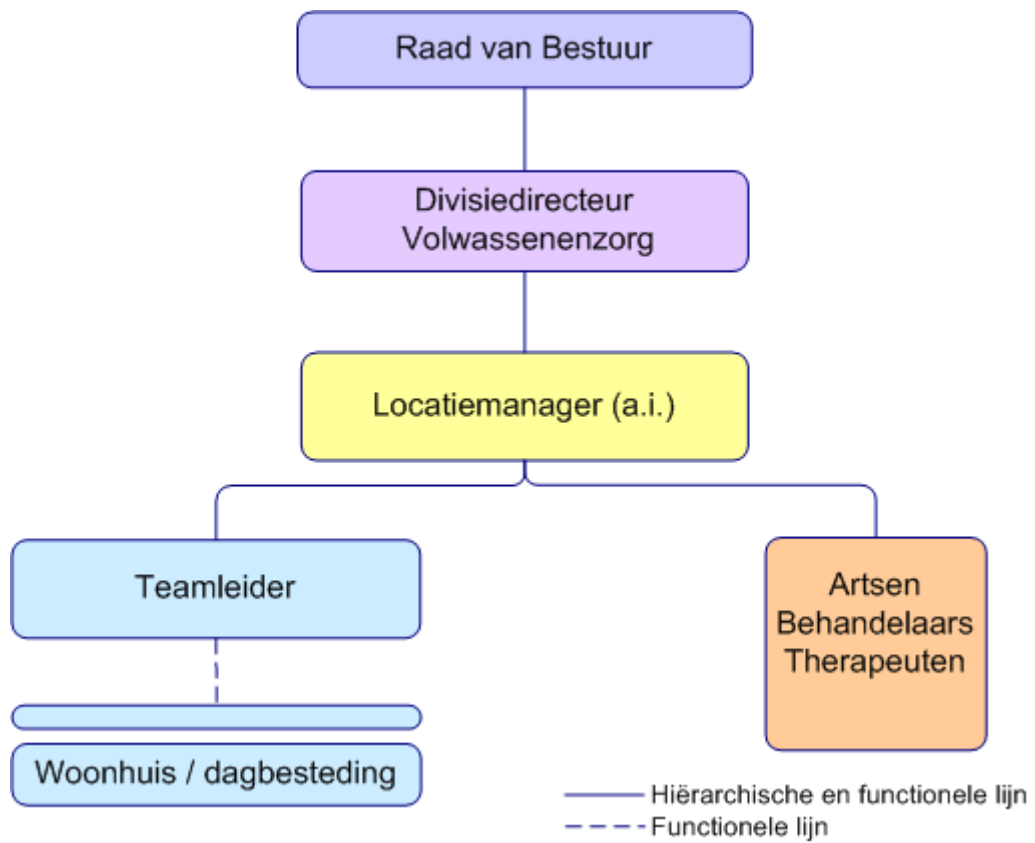 Raad van Bestuur
Divisiedirecteur
Volwassenenzorg
Locatiemanager (a.i.)
Teamleider
Artsen
Behandelaars
Therapeuten
Woonhuis / dagbesteding
Hiërarchische en functionele lijn
Functionele lijn